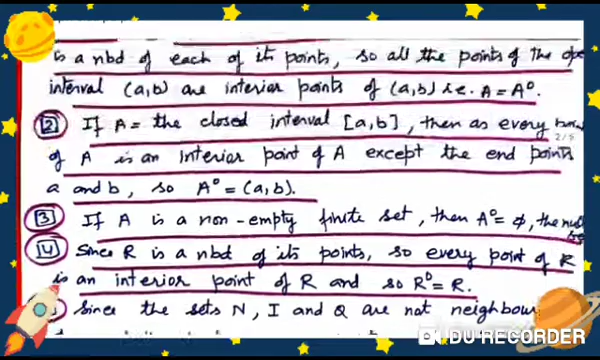 is a nbd of each of its points, so all the points of the ope
interval (a,b) are interior points of (a,b) i.e. A = A°.
[2] If A = the closed interval [a,b], then as every
of A is an interior point of A except the end points
a and b, so A° = (a,b).
[3] If A is a non-empty finite set, then A° = φ, the null
[4] Since R is a nbd of its points, so every point of R
is an interior point of R and so R° = R.
Since the sets N, I and Q are not neighbour
DU RECORDER